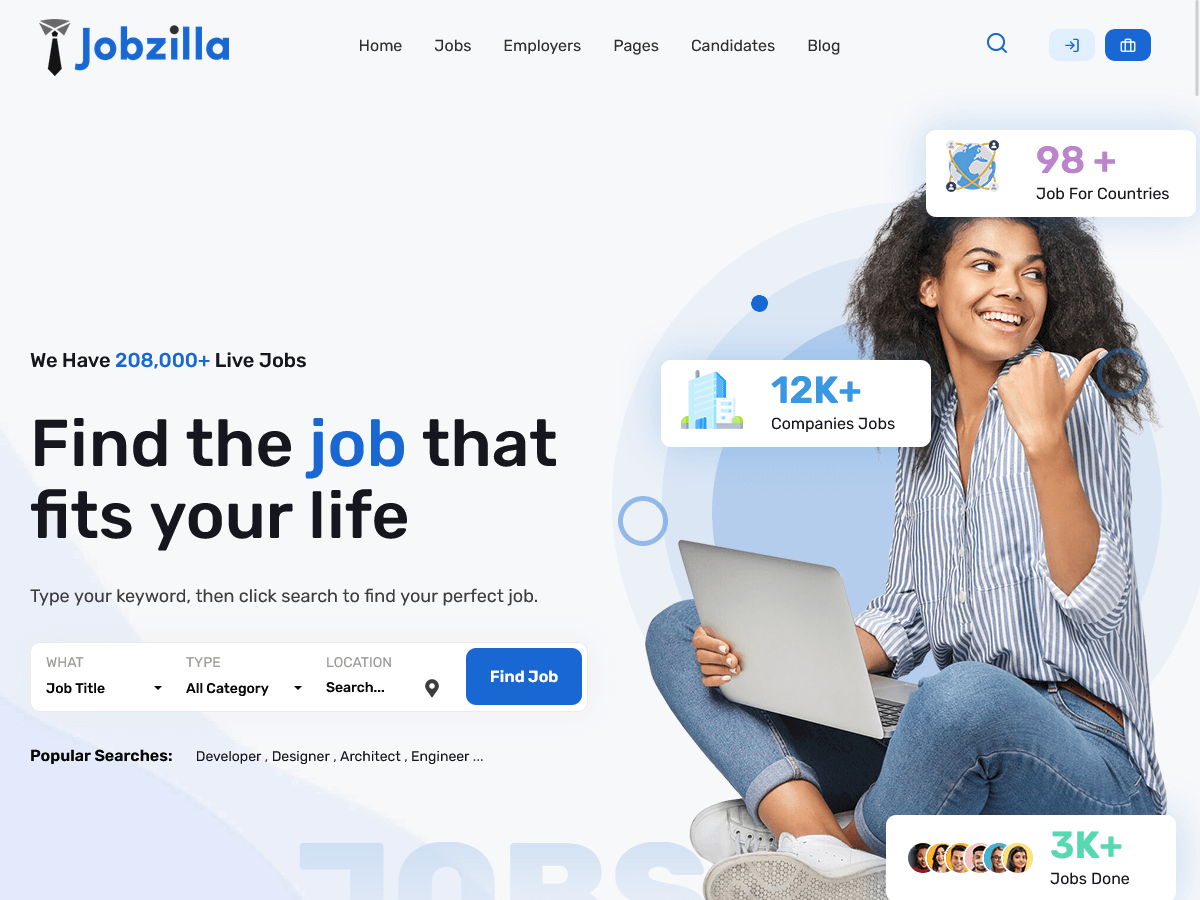 Jobzilla
Home Jobs Employers Pages Candidates Blog
98 +
Job For Countries
We Have 208,000+ Live Jobs
12K+
Companies Jobs
Find the job that
fits your life
Type your keyword, then click search to find your perfect job.
WHAT TYPE LOCATION
Job Title All Category Search... Find Job
Popular Searches: Developer , Designer , Architect , Engineer ...
JOBS
3K+
Jobs Done